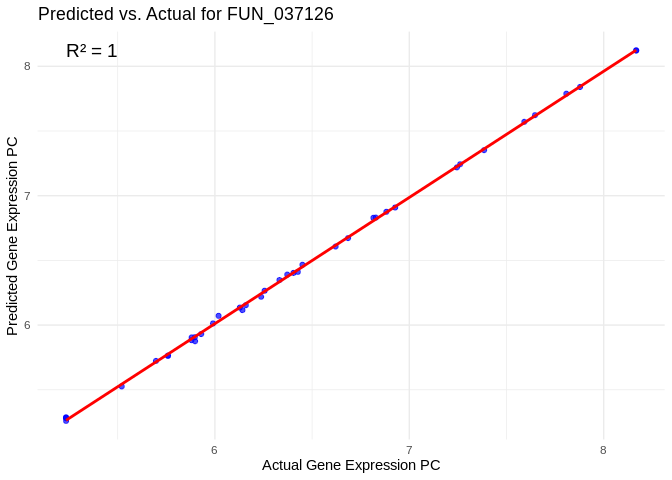 Predicted vs. Actual for FUN_037126
R² = 1
8
7
6
Predicted Gene Expression PC
6
7
8
Actual Gene Expression PC